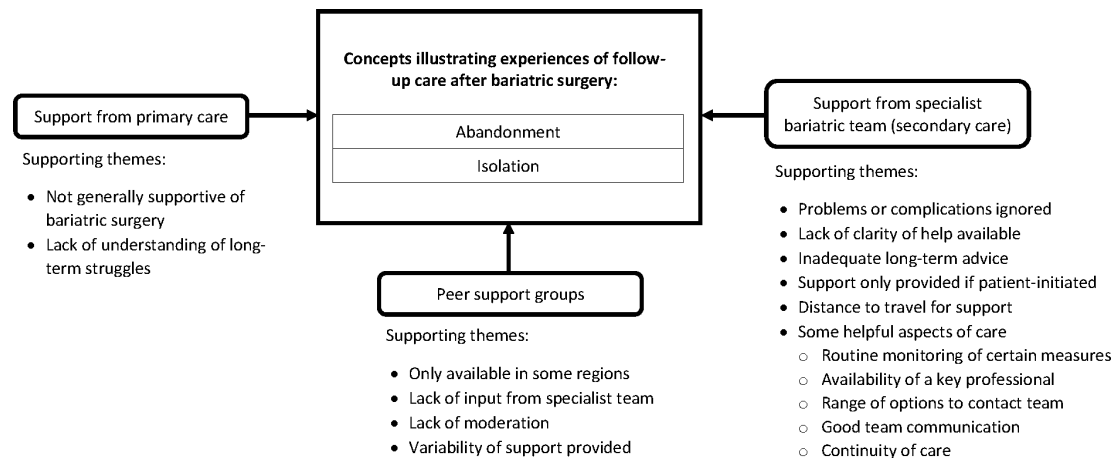 Concepts illustrating experiences of follow-
up care after bariatric surgery:
Abandonment
Isolation
Support from primary care
Supporting themes:
• Not generally supportive of
bariatric surgery
• Lack of understanding of long-
term struggles
Peer support groups
Supporting themes:
• Only available in some regions
• Lack of input from specialist team
• Lack of moderation
• Variability of support provided
Support from specialist
bariatric team (secondary care)
Supporting themes:
• Problems or complications ignored
• Lack of clarity of help available
• Inadequate long-term advice
• Support only provided if patient-initiated
• Distance to travel for support
• Some helpful aspects of care
○ Routine monitoring of certain measures
○ Availability of a key professional
○ Range of options to contact team
○ Good team communication
○ Continuity of care